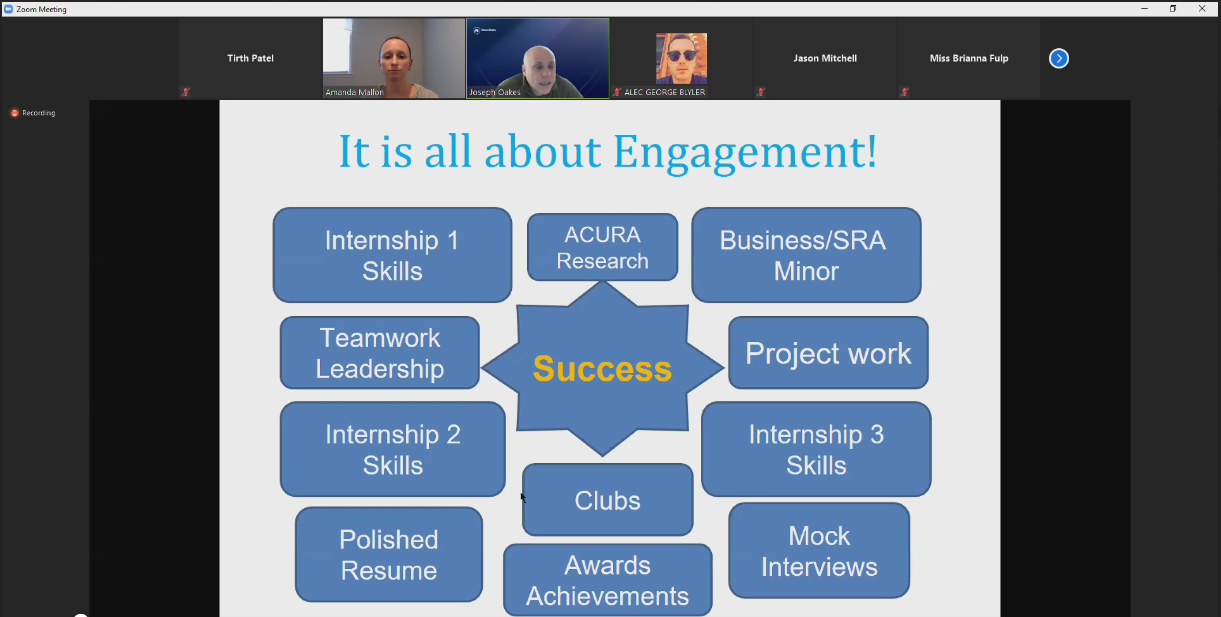 Zoom Meeting
Tirth Patel
Amanda Mallon
Joseph Oakes
ALEC GEORGE BLYLER
Jason Mitchell
Miss Brianna Fulp
Recording
It is all about Engagement!
Internship 1
Skills
ACURA
Research
Business/SRA
Minor
Teamwork
Leadership
Success
Project work
Internship 2
Skills
Internship 3
Skills
Clubs
Polished
Resume
Awards
Achievements
Mock
Interviews